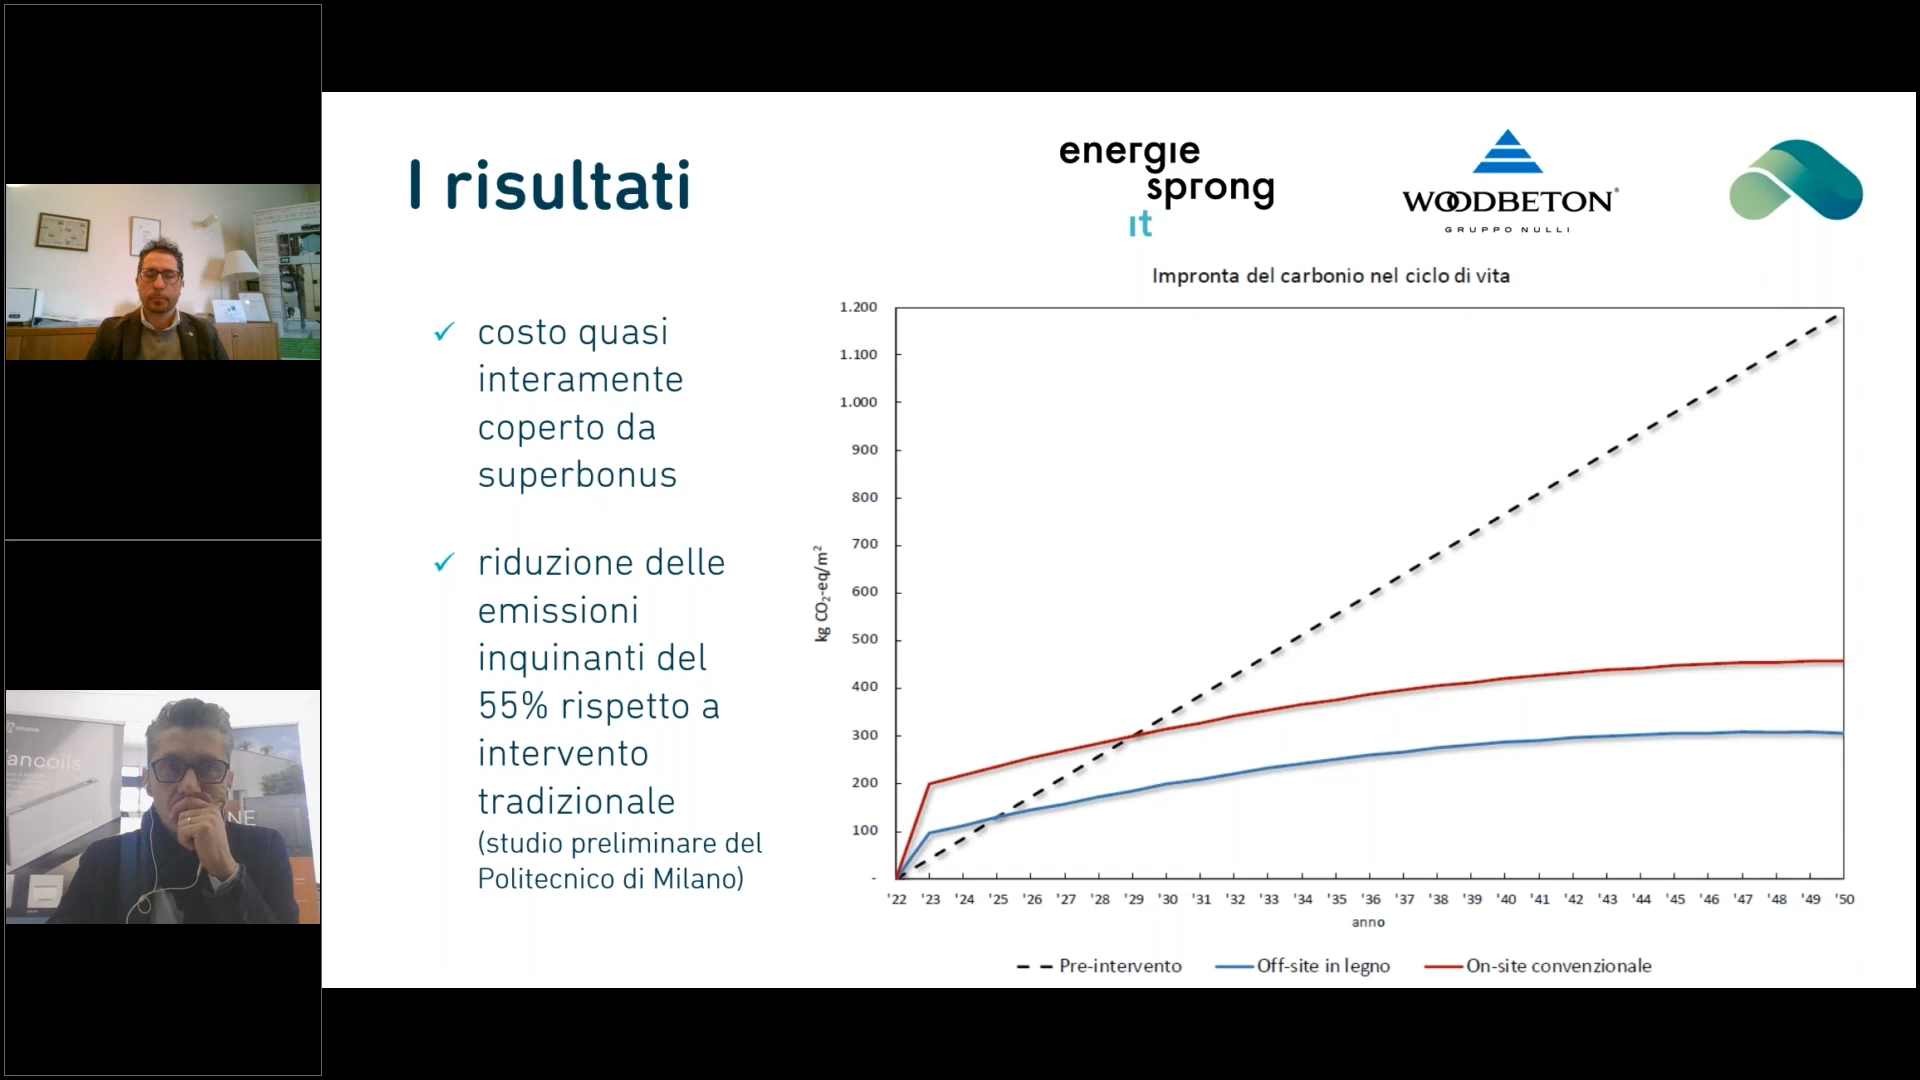 I risultati
energie
sprong
it
WOODBETON®
GRUPPO NULLI
costo quasi
interamente
coperto da
superbonus
riduzione delle
emissioni
inquinanti del
55% rispetto a
intervento
tradizionale
(studio preliminare del
Politecnico di Milano)
Impronta del carbonio nel ciclo di vita
kg CO₂-eq/m²
1.200
1.100
1.000
900
800
700
600
500
400
300
200
100
-
'22 '23 '24 '25 '26 '27 '28 '29 '30 '31 '32 '33 '34 '35 '36 '37 '38 '39 '40 '41 '42 '43 '44 '45 '46 '47 '48 '49 '50
anno
Pre-intervento Off-site in legno On-site convenzionale
innova
ancoils
NE